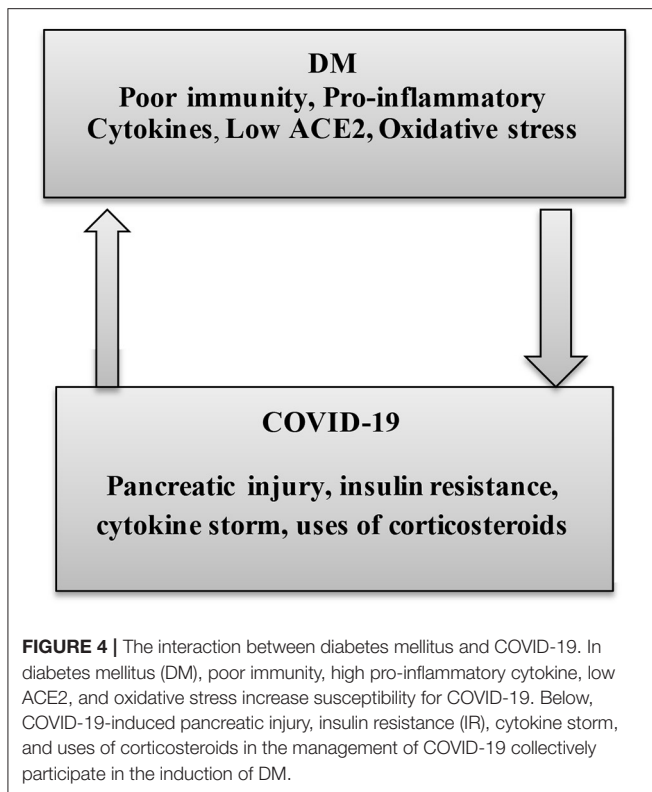 DM
Poor immunity, Pro-inflammatory
Cytokines, Low ACE2, Oxidative stress
COVID-19
Pancreatic injury, insulin resistance,
cytokine storm, uses of corticosteroids
FIGURE 4 | The interaction between diabetes mellitus and COVID-19. In
diabetes mellitus (DM), poor immunity, high pro-inflammatory cytokine, low
ACE2, and oxidative stress increase susceptibility for COVID-19. Below,
COVID-19-induced pancreatic injury, insulin resistance (IR), cytokine storm,
and uses of corticosteroids in the management of COVID-19 collectively
participate in the induction of DM.